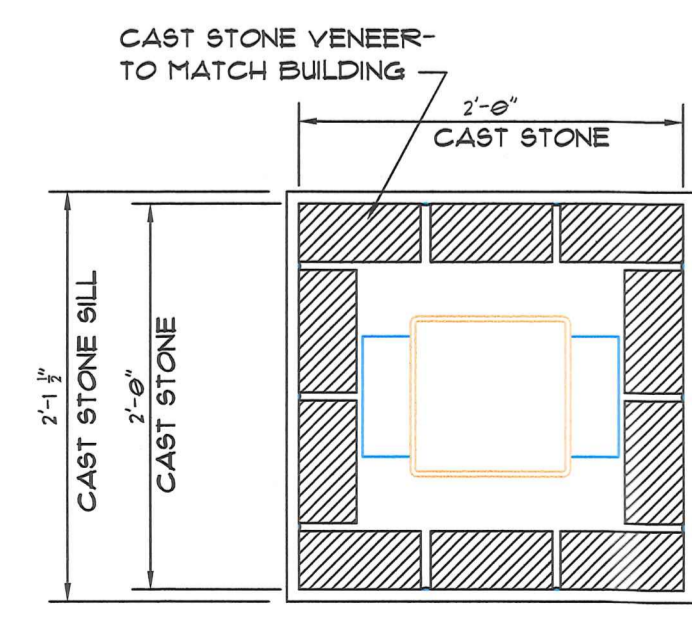 CAST STONE VENEER-
TO MATCH BUILDING
2'-0"
CAST STONE
2'-1 1/2"
CAST STONE SILL
2'-0"
CAST STONE